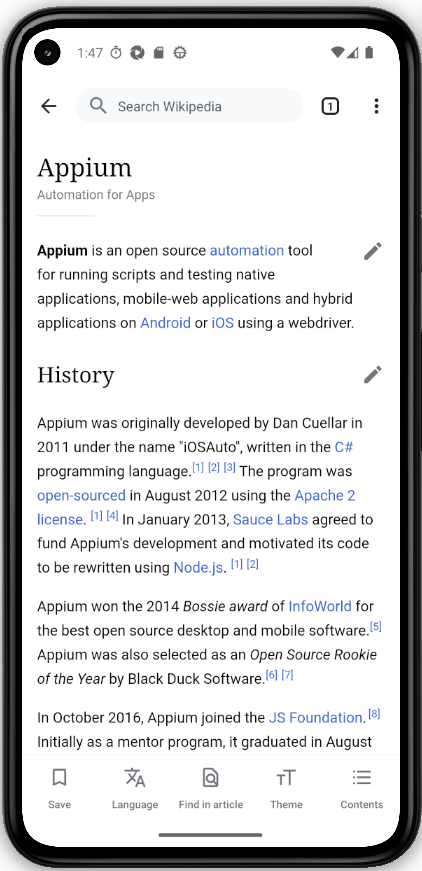 1:47
1
Search Wikipedia
Appium
Automation for Apps
Appium is an open source automation tool
for running scripts and testing native
applications, mobile-web applications and hybrid
applications on Android or iOS using a webdriver.
History
Appium was originally developed by Dan Cuellar in
2011 under the name "iOSAuto", written in the C#
programming language.[1] [2] [3] The program was
open-sourced in August 2012 using the Apache 2
license. [1] [4] In January 2013, Sauce Labs agreed to
fund Appium's development and motivated its code
to be rewritten using Node.js. [1] [2]
Appium won the 2014 Bossie award of InfoWorld for
the best open source desktop and mobile software.[5]
Appium was also selected as an Open Source Rookie
of the Year by Black Duck Software.[6] [7]
In October 2016, Appium joined the JS Foundation.[8]
Initially as a mentor program, it graduated in August
Save
Language
Find in article
Theme
Contents